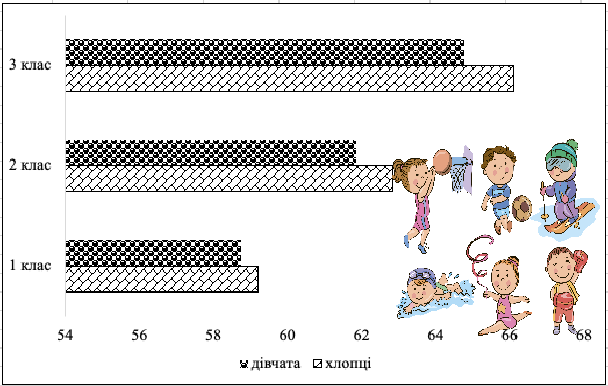 3 клас
2 клас
1 клас
54 56 58 60 62 64 66 68
дівчата хлопці